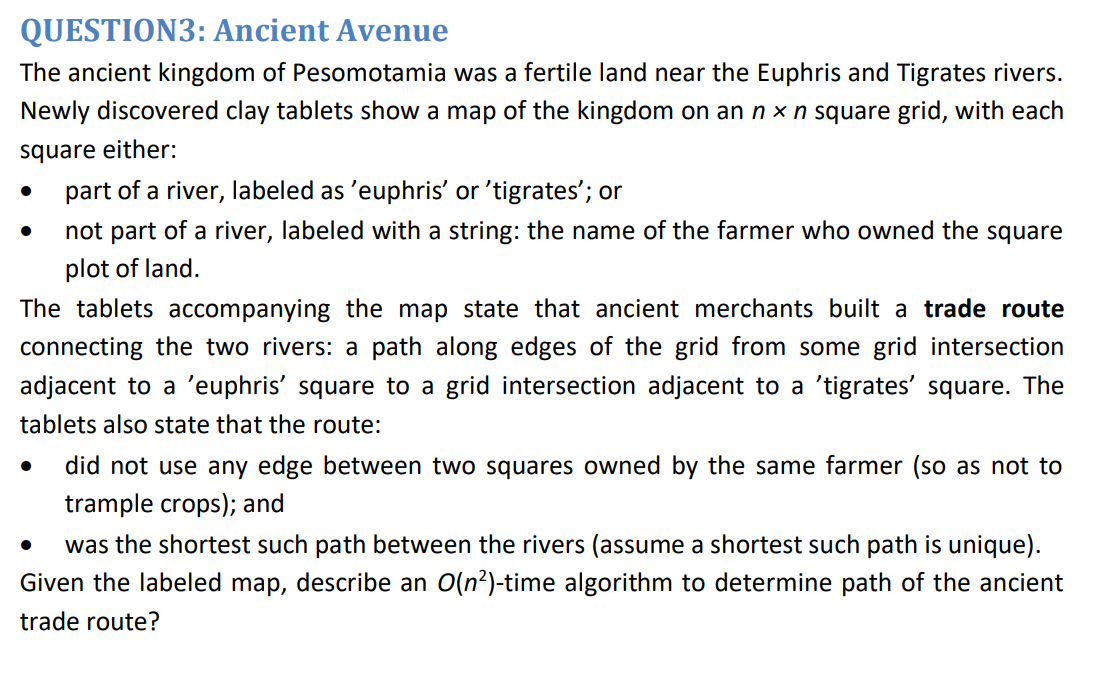 QUESTION3: Ancient Avenue
The ancient kingdom of Pesomotamia was a fertile land near the Euphris and Tigrates rivers.
Newly discovered clay tablets show a map of the kingdom on an n × n square grid, with each
square either:
• part of a river, labeled as ’euphris’ or ’tigrates’; or
• not part of a river, labeled with a string: the name of the farmer who owned the square
plot of land.
The tablets accompanying the map state that ancient merchants built a trade route
connecting the two rivers: a path along edges of the grid from some grid intersection
adjacent to a ’euphris’ square to a grid intersection adjacent to a ’tigrates’ square. The
tablets also state that the route:
• did not use any edge between two squares owned by the same farmer (so as not to
trample crops); and
• was the shortest such path between the rivers (assume a shortest such path is unique).
Given the labeled map, describe an O(n²)-time algorithm to determine path of the ancient
trade route?